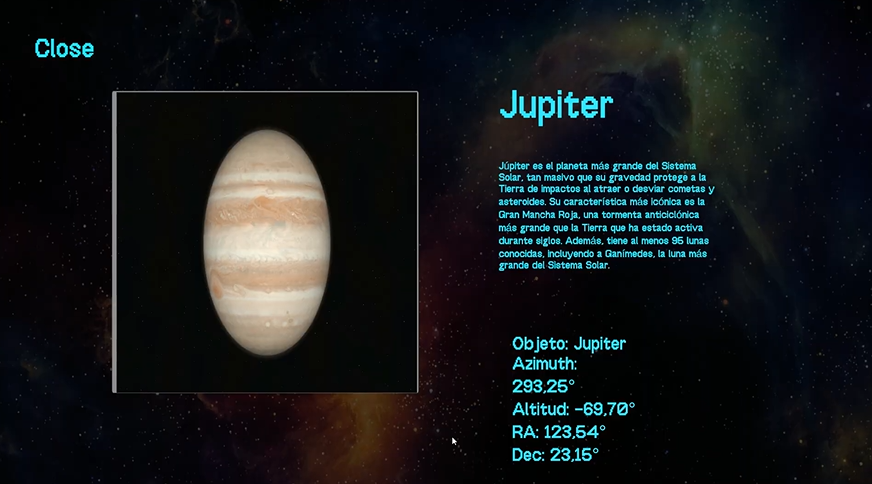 Close
Jupiter
Júpiter es el planeta más grande del Sistema
Solar, tan masivo que su gravedad protege a la
Tierra de impactos al atraer o desviar cometas y
asteroides. Su característica más icónica es la
Gran Mancha Roja, una tormenta anticiclónica
más grande que la Tierra que ha estado activa
durante siglos. Además, tiene al menos 95 lunas
conocidas, incluyendo a Ganímedes, la luna más
grande del Sistema Solar.
Objeto: Jupiter
Azimuth:
293,25°
Altitud: -69,70°
RA: 123,54°
Dec: 23,15°